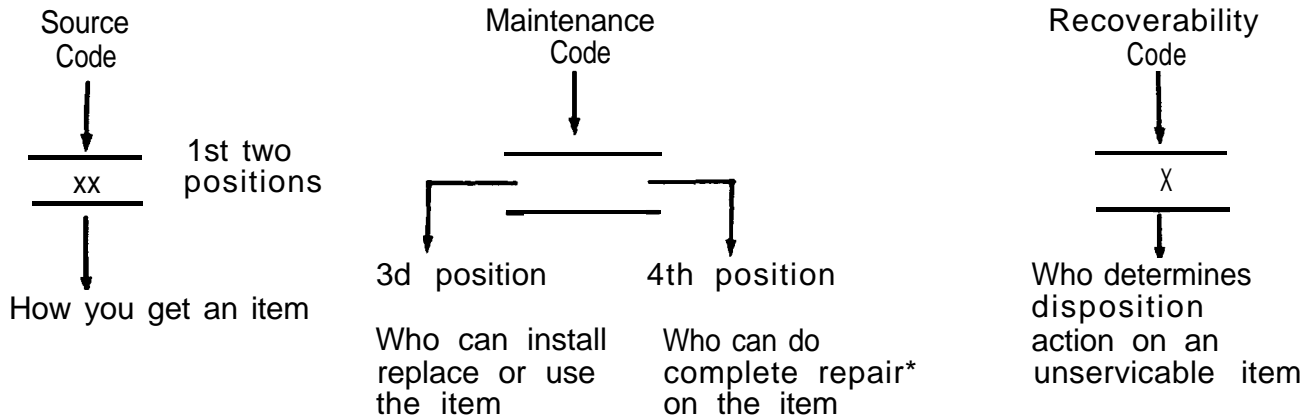 Source
Code
xx
1st two
positions
How you get an item
Maintenance
Code
3d position
Who can install
replace or use
the item
4th position
Who can do
complete repair*
on the item
Recoverability
Code
X
Who determines
disposition
action on an
unservicable item